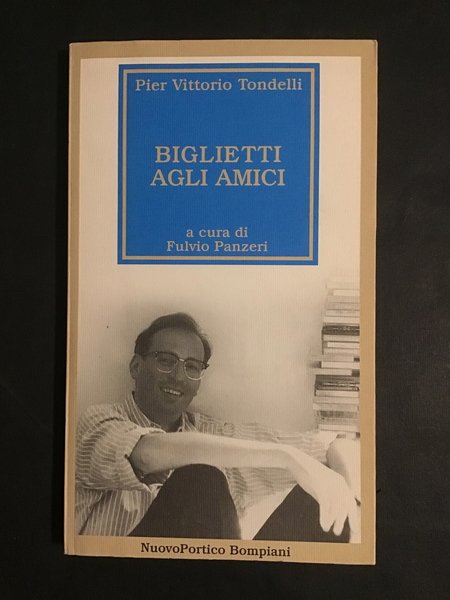 Pier Vittorio Tondelli
BIGLIETTI
AGLI AMICI
a cura di
Fulvio Panzeri
NuovoPortico Bompiani